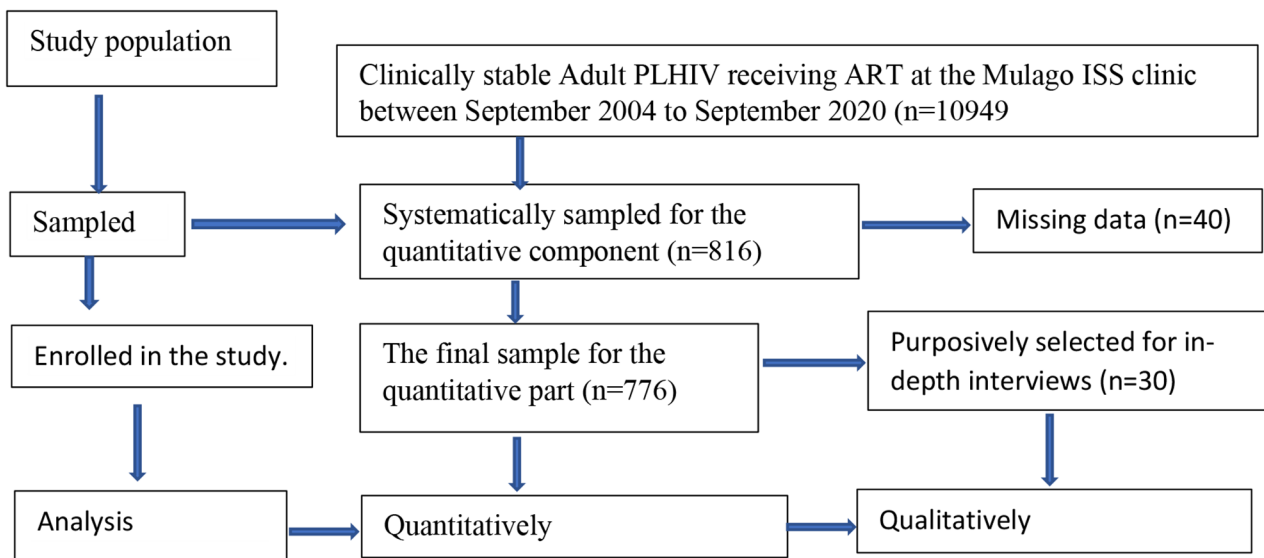 Study population
Clinically stable Adult PLHIV receiving ART at the Mulago ISS clinic
between September 2004 to September 2020 (n=10949
Sampled
Systematically sampled for the
quantitative component (n=816)
Missing data (n=40)
Enrolled in the study.
The final sample for the
quantitative part (n=776)
Purposively selected for in-
depth interviews (n=30)
Analysis
Quantitatively
Qualitatively